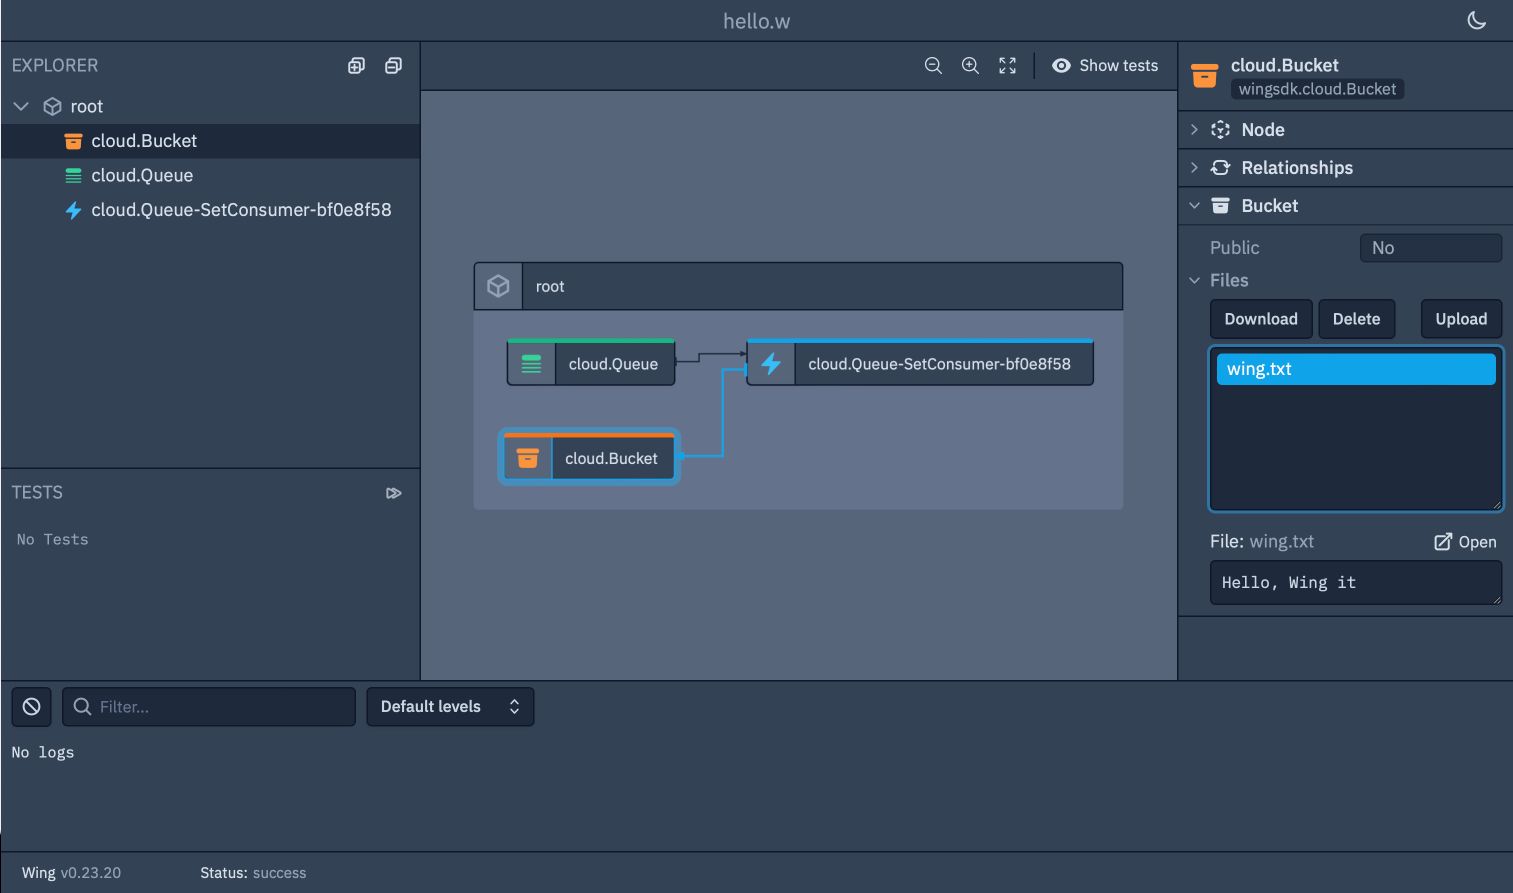 hello.w
EXPLORER
root
cloud.Bucket
cloud.Queue
cloud.Queue-SetConsumer-bf0e8f58
TESTS
No Tests
Show tests
root
cloud.Queue
cloud.Queue-SetConsumer-bf0e8f58
cloud.Bucket
cloud.Bucket
wingsdk.cloud.Bucket
Node
Relationships
Bucket
Public No
Files
Download Delete Upload
wing.txt
File: wing.txt Open
Hello, Wing it
Filter... Default levels
No logs
Wing v0.23.20 Status: success